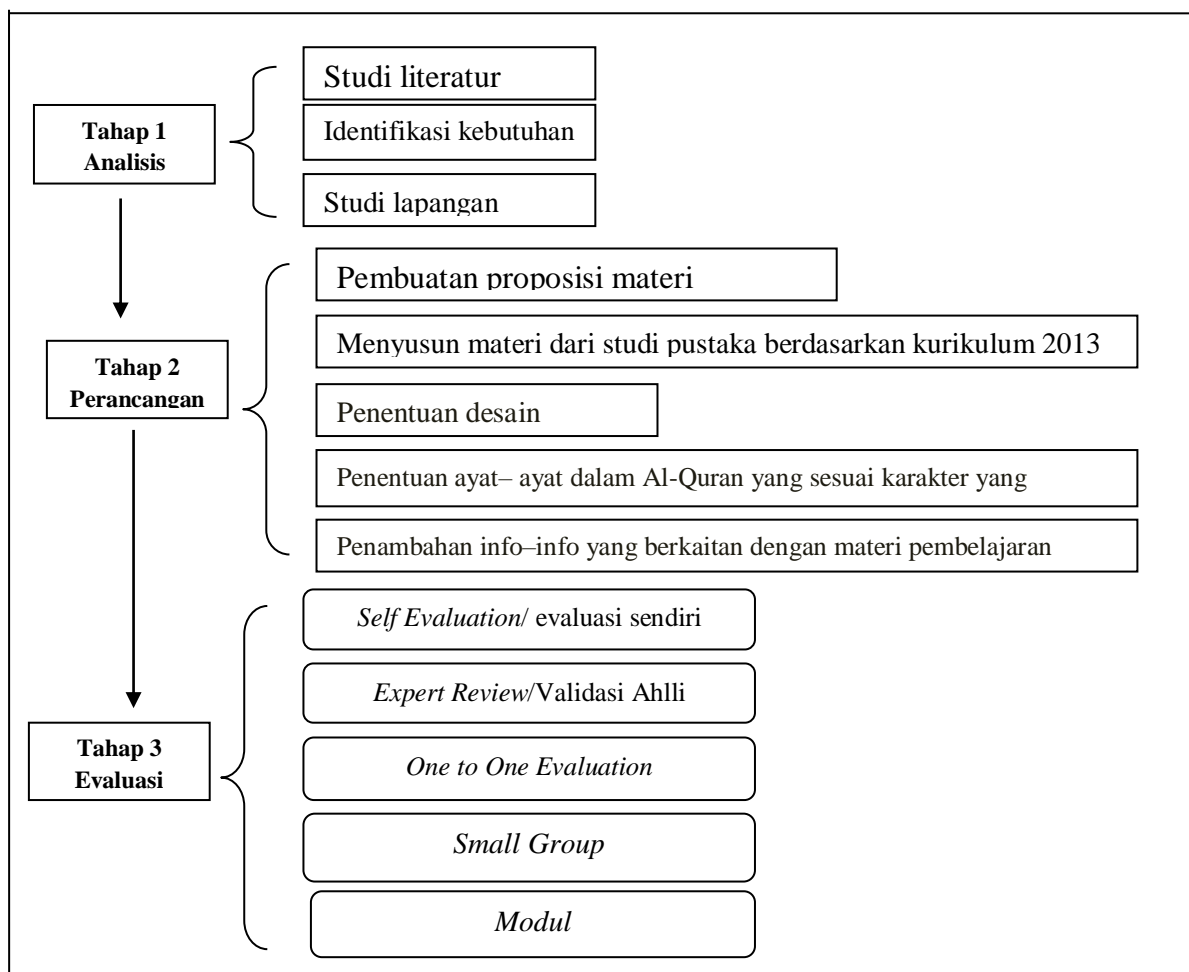 Tahap 1
Analisis
Studi literatur
Identifikasi kebutuhan
Studi lapangan
Tahap 2
Perancangan
Pembuatan proposisi materi
Menyusun materi dari studi pustaka berdasarkan kurikulum 2013
Penentuan desain
Penentuan ayat– ayat dalam Al-Quran yang sesuai karakter yang
Penambahan info–info yang berkaitan dengan materi pembelajaran
Tahap 3
Evaluasi
Self Evaluation/ evaluasi sendiri
Expert Review/Validasi Ahlli
One to One Evaluation
Small Group
Modul